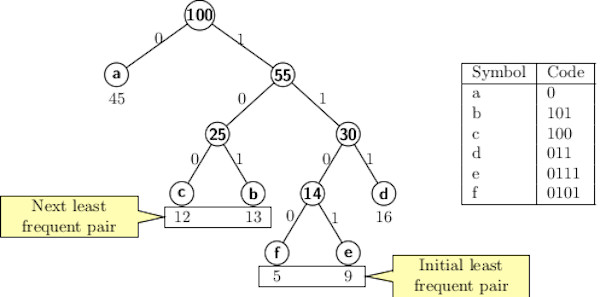 100
0 1
a 55
45
0 1
25 30
0 1 0 1
c b 14 d
12 13 16
0 1
f e
5 9
Next least
frequent pair
Initial least
frequent pair
Symbol Code
a 0
b 101
c 100
d 011
e 0111
f 0101